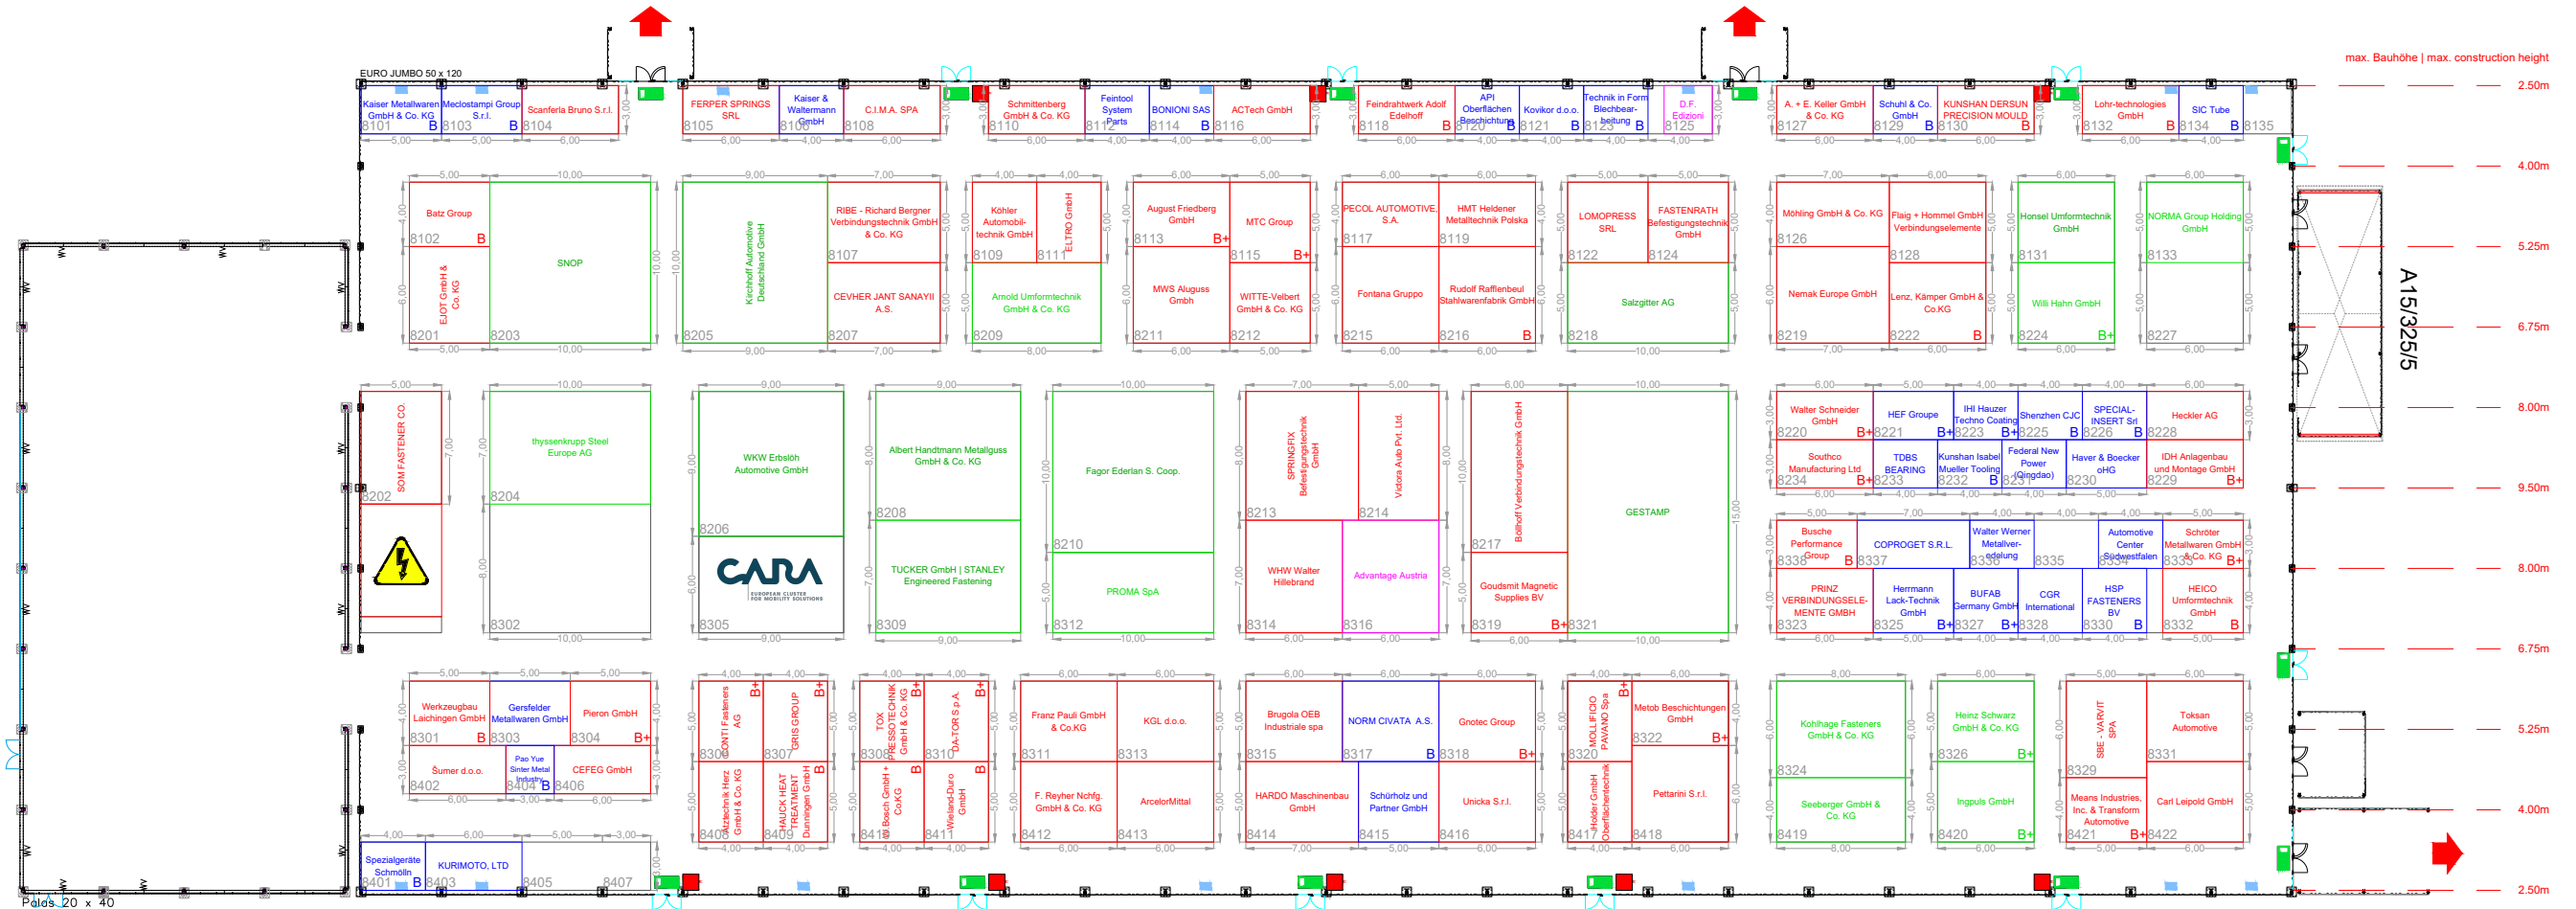 max. Bauhöhe | max. construction height
EURO JUMBO 50 x 120
2.50m
4.00m
5.25m
6.75m
8.00m
9.50m
8.00m
6.75m
5.25m
4.00m
2.50m
A15/325/5
Kaiser Metallwaren
GmbH & Co. KG
8101 B
Meclostampi Group
S.r.l.
8103 B
Scanferla Bruno S.r.l.
8104
FERPER SPRINGS
SRL
8105
Kaiser &
Waltermann
GmbH
8106
C.I.M.A. SPA
8108
Schmittenberg
GmbH & Co. KG
8110
Feintool
System
Parts
8112
BONIONI SAS
8114 B
ACTech GmbH
8116
Feindrahtwerk Adolf
Edelhoff
8118 B
API
Oberflächen
Beschichtung
8120 B
Kovikor d.o.o.
8121 B
Technik in Form
Blechbear-
beitung
8123 B
D.F.
Edizioni
8125
A. + E. Keller GmbH
& Co. KG
8127
Schuhl & Co.
GmbH
8129 B
KUNSHAN DERSUN
PRECISION MOULD
8130 B
Lohr-technologies
GmbH
8132 B
SIC Tube
8134 B
8135
Batz Group
8102 B
EJOT GmbH &
Co. KG
8201
SNOP
8203
Kirchhoff Automotive
Deutschland GmbH
8205
RIBE - Richard Bergner
Verbindungstechnik GmbH
& Co. KG
8107
CEVHER JANT SANAYII
A.S.
8207
Köhler
Automobil-
technik GmbH
8109
ELTRO GmbH
8111
Arnold Umformtechnik
GmbH & Co. KG
8209
August Friedberg
GmbH
8113 B+
MTC Group
8115 B+
MWS Aluguss
Gmbh
8211
WITTE-Velbert
GmbH & Co. KG
8212
PECOL AUTOMOTIVE,
S.A.
8117
HMT Heldener
Metalltechnik Polska
8119
Fontana Gruppo
8215
Rudolf Rafflenbeul
Stahlwarenfabrik GmbH
8216 B
LOMOPRESS
SRL
8122
FASTENRATH
Befestigungstechnik
GmbH
8124
Salzgitter AG
8218
Möhling GmbH & Co. KG
8126
Flaig + Hommel GmbH
Verbindungselemente
8128
Nemak Europe GmbH
8219
Lenz, Kämper GmbH &
Co.KG
8222 B
Honsel Umformtechnik
GmbH
8131
Willi Hahn GmbH
8224 B+
NORMA Group Holding
GmbH
8133
8227
SOM FASTENER CO.
8202
thyssenkrupp Steel
Europe AG
8204
8302
WKW Erbslöh
Automotive GmbH
8206
CARA
EUROPEAN CLUSTER
FOR MOBILITY SOLUTIONS
8305
Albert Handtmann Metallguss
GmbH & Co. KG
8208
TUCKER GmbH | STANLEY
Engineered Fastening
8309
Fagor Ederlan S. Coop.
8210
PROMA SpA
8312
SPRINGFIX
Befestigungstechnik
GmbH
8213
Victora Auto Pvt. Ltd.
8214
WHW Walter
Hillebrand
8314
Advantage Austria
8316
Böllhoff Verbindungstechnik GmbH
8217
Goudsmit Magnetic
Supplies BV
8319 B+
GESTAMP
8321
Walter Schneider
GmbH
8220 B+
HEF Groupe
8221 B+
IHI Hauzer
Techno Coating
8223 B+
Shenzhen CJC
8225 B
SPECIAL-
INSERT Srl
8226 B
Heckler AG
8228
Southco
Manufacturing Ltd
8234 B+
TDBS
BEARING
8233
Kunshan Isabel
Mueller Tooling
8232 B
Federal New
Power
(Qingdao)
8231
Haver & Boecker
oHG
8230
IDH Anlagenbau
und Montage GmbH
8229 B+
Busche
Performance
Group
8338 B
COPROGET S.R.L.
8337
Walter Werner
Metallver-
edelung
8336
8335
Automotive
Center
Südwestfalen
8334
Schröter
Metallwaren GmbH
& Co. KG
8333 B+
PRINZ
VERBINDUNGSELE-
MENTE GMBH
8323
Herrmann
Lack-Technik
GmbH
8325 B+
BUFAB
Germany GmbH
8327 B+
CGR
International
8328
HSP
FASTENERS
BV
8330 B
HEICO
Umformtechnik
GmbH
8332 B
Werkzeugbau
Laichingen GmbH
8301 B
Gersfelder
Metallwaren GmbH
8303
Pieron GmbH
8304 B+
Šumer d.o.o.
8402
Pao Yue
Sinter Metal
Industry
8404 B
CEFEG GmbH
8406
CONTI Fasteners
AG
8306 B+
GRIS GROUP
8307 B+
Härtetechnik Herz
GmbH & Co. KG
8408
HAUCK HEAT
TREATMENT
Dunningen GmbH
8409 B
TOX
PRESSOTECHNIK
GmbH & Co. KG
8308 B+
DA-TOR S.p.A.
8310 B+
Bosch GmbH +
Co.KG
8410 B
Wieland-Duro
GmbH
8411 B
Franz Pauli GmbH
& Co.KG
8311
KGL d.o.o.
8313
F. Reyher Nchfg.
GmbH & Co. KG
8412
ArcelorMittal
8413
Brugola OEB
Industriale spa
8315
NORM CIVATA A.S.
8317 B
Gnotec Group
8318 B+
HARDO Maschinenbau
GmbH
8414
Schürholz und
Partner GmbH
8415
Unicka S.r.l.
8416
MOLLIFICIO
PAVANO Spa
8320 B+
Metob Beschichtungen
GmbH
8322 B+
Holder GmbH
Oberflächentechnik
8417
Pettarini S.r.l.
8418
Kohlhage Fasteners
GmbH & Co. KG
8324
Seeberger GmbH &
Co. KG
8419
Heinz Schwarz
GmbH & Co. KG
8326 B+
Ingpuls GmbH
8420 B+
SBE - VARVIT
SPA
8329
Toksan
Automotive
8331
Means Industries,
Inc. & Transform
Automotive
8421 B+
Carl Leipold GmbH
8422
Spezialgeräte
Schmölln
8401 B
KURIMOTO, LTD
8403
8405
8407
Palas 20 x 40